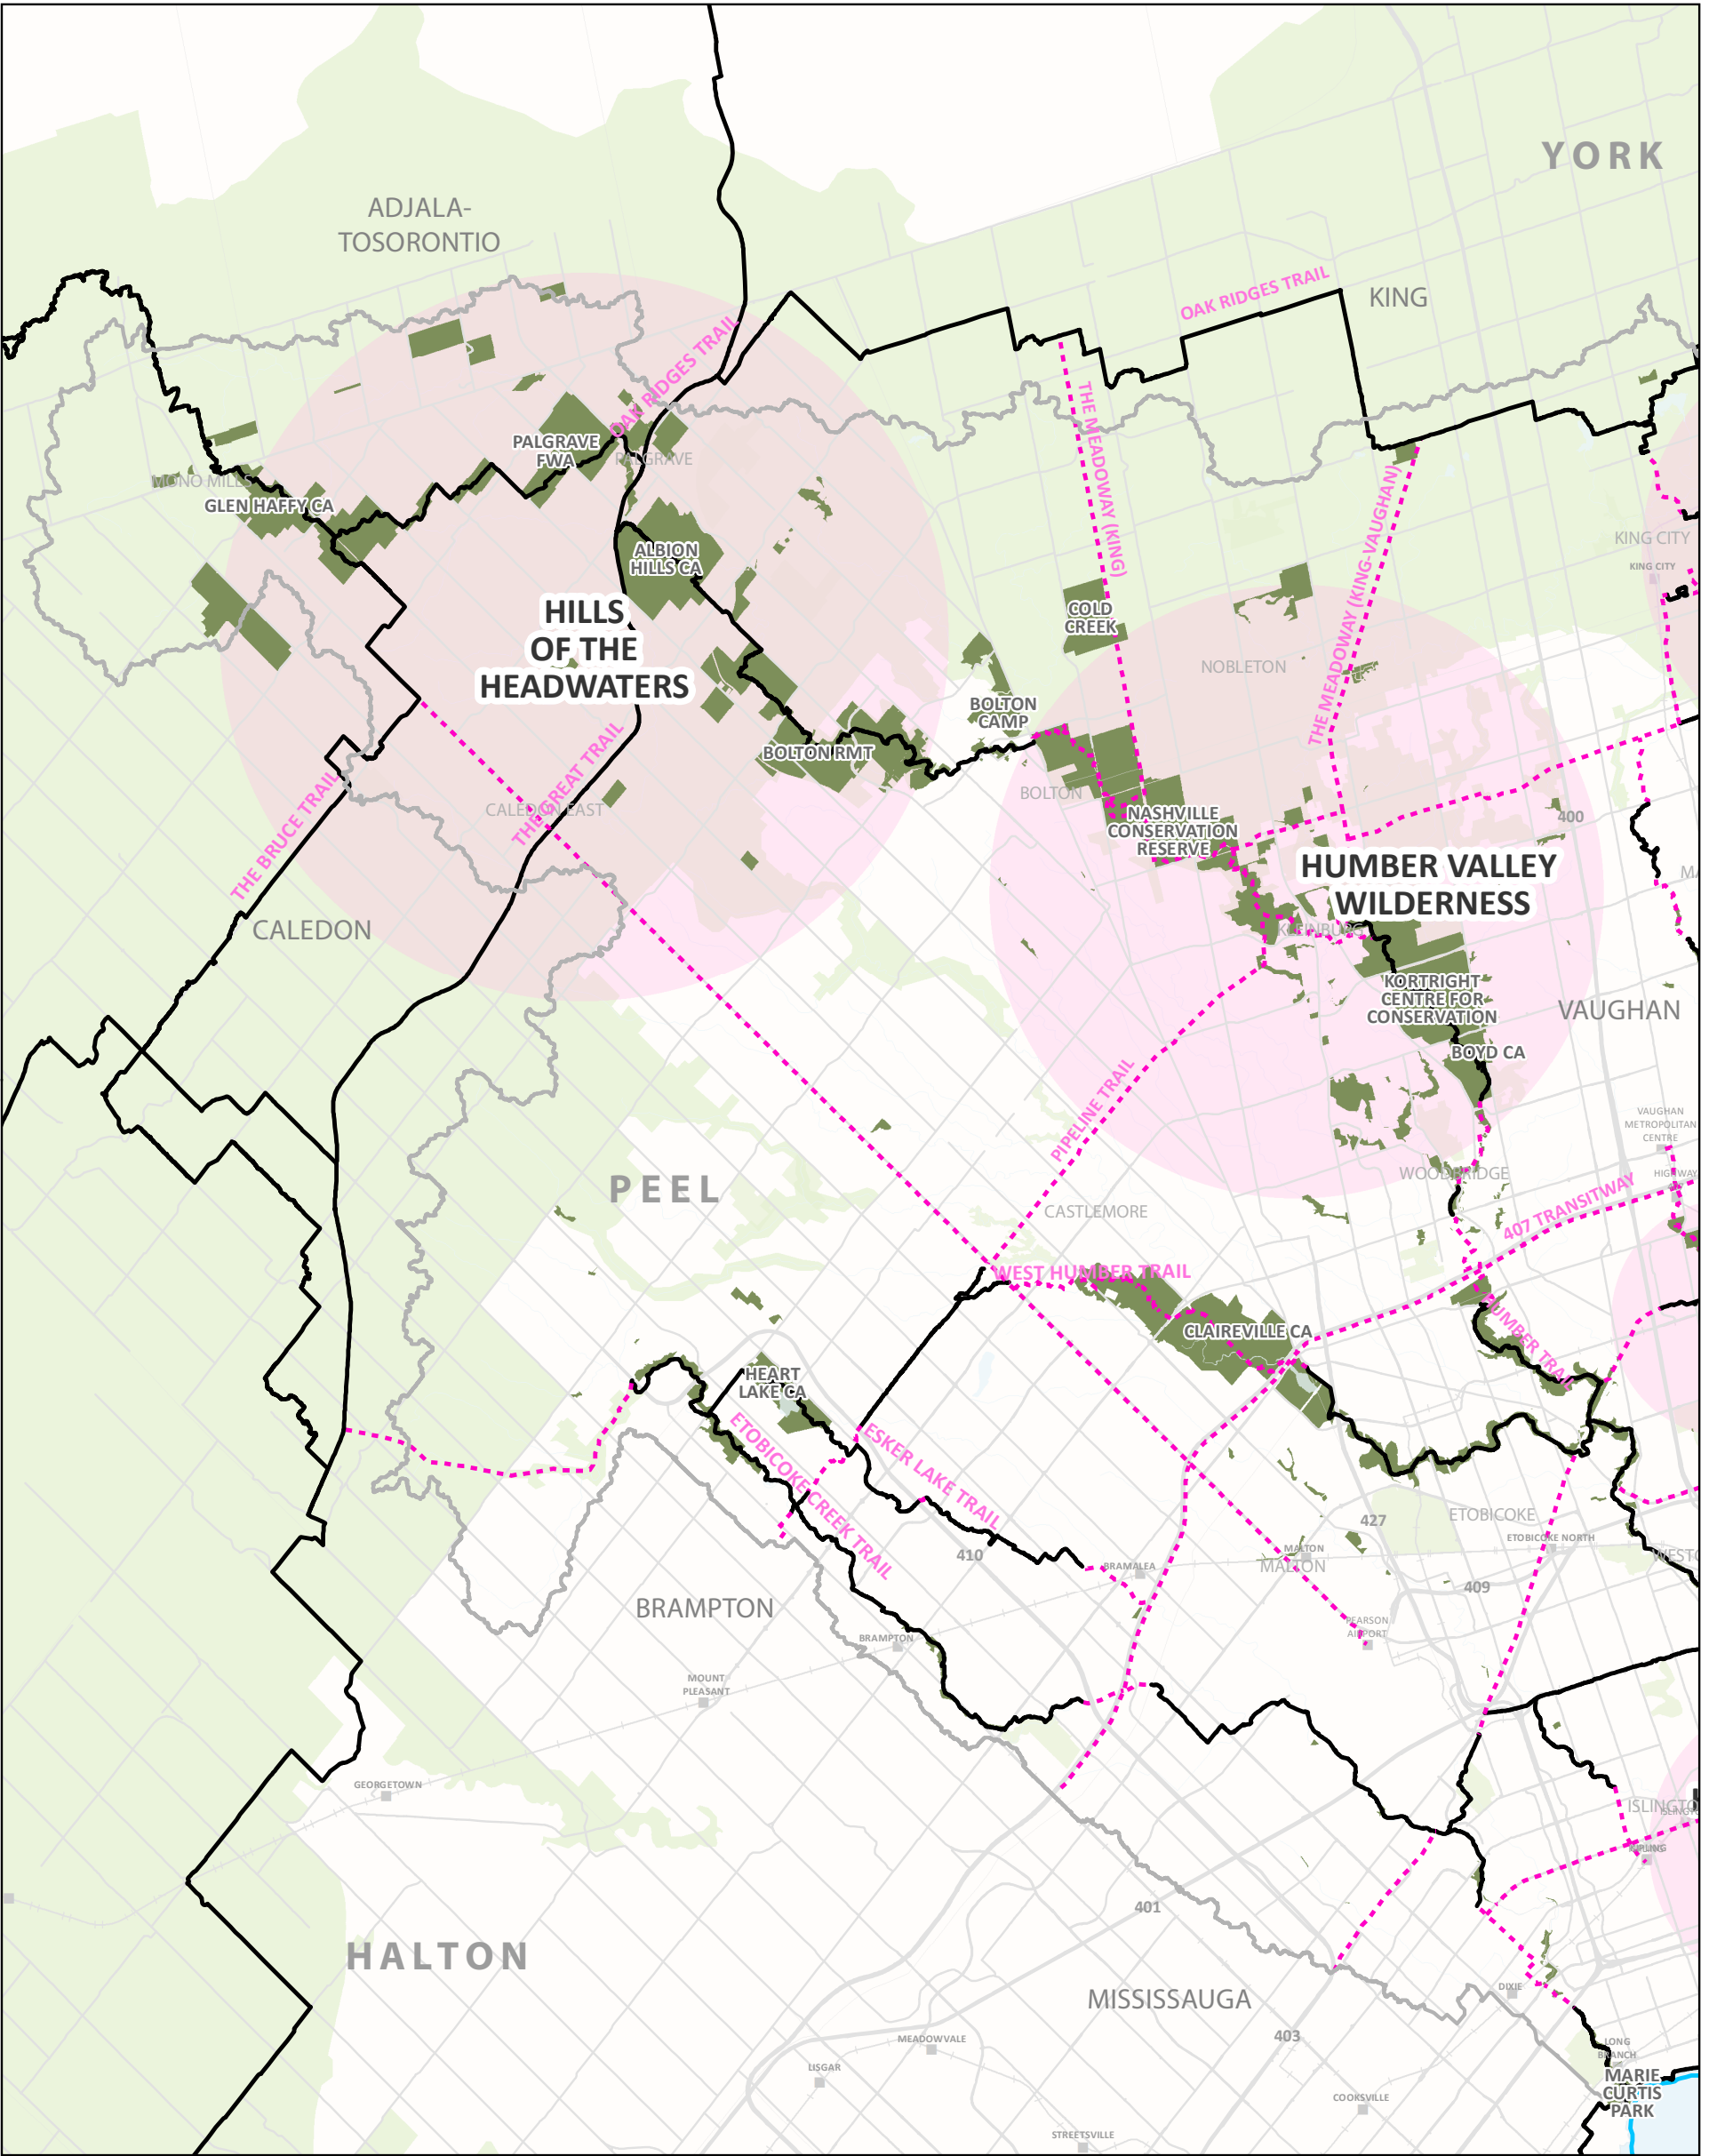 YORK
ADJALA-
TOSORONTIO
OAK RIDGES TRAIL
KING
OAK RIDGES TRAIL
THE MEADOWAY (KING)
PALGRAVE
FWA
PALGRAVE
MONO MILLS
GLEN HAFFY CA
THE MEADOWAY (KING-VAUGHAN)
KING CITY
KING CITY
ALBION
HILLS CA
HILLS
OF THE
HEADWATERS
COLD
CREEK
NOBLETON
BOLTON
CAMP
BOLTON RMT
THE GREAT TRAIL
CALEDON EAST
THE BRUCE TRAIL
BOLTON
NASHVILLE
CONSERVATION
RESERVE
400
HUMBER VALLEY
WILDERNESS
MA
CALEDON
KLEINBURG
KORTRIGHT
CENTRE FOR
CONSERVATION
VAUGHAN
BOYD CA
PIPELINE TRAIL
VAUGHAN
METROPOLITAN
CENTRE
WOODBRIDGE
HIGHWAY
PEEL
CASTLEMORE
407 TRANSITWAY
WEST HUMBER TRAIL
CLAIREVILLE CA
HUMBER TRAIL
HEART
LAKE CA
ETOBICOKE CREEK TRAIL
ESKER LAKE TRAIL
427
ETOBICOKE
ETOBICOKE NORTH
410
MALTON
MALTON
WESTO
BRAMALEA
409
BRAMPTON
PEARSON
AIRPORT
BRAMPTON
MOUNT
PLEASANT
GEORGETOWN
ISLINGTO
ISLINGTO
KIPLING
401
HALTON
DIXIE
MISSISSAUGA
403
MEADOWVALE
LONG
BRANCH
LISGAR
MARIE
CURTIS
PARK
COOKSVILLE
STREETSVILLE